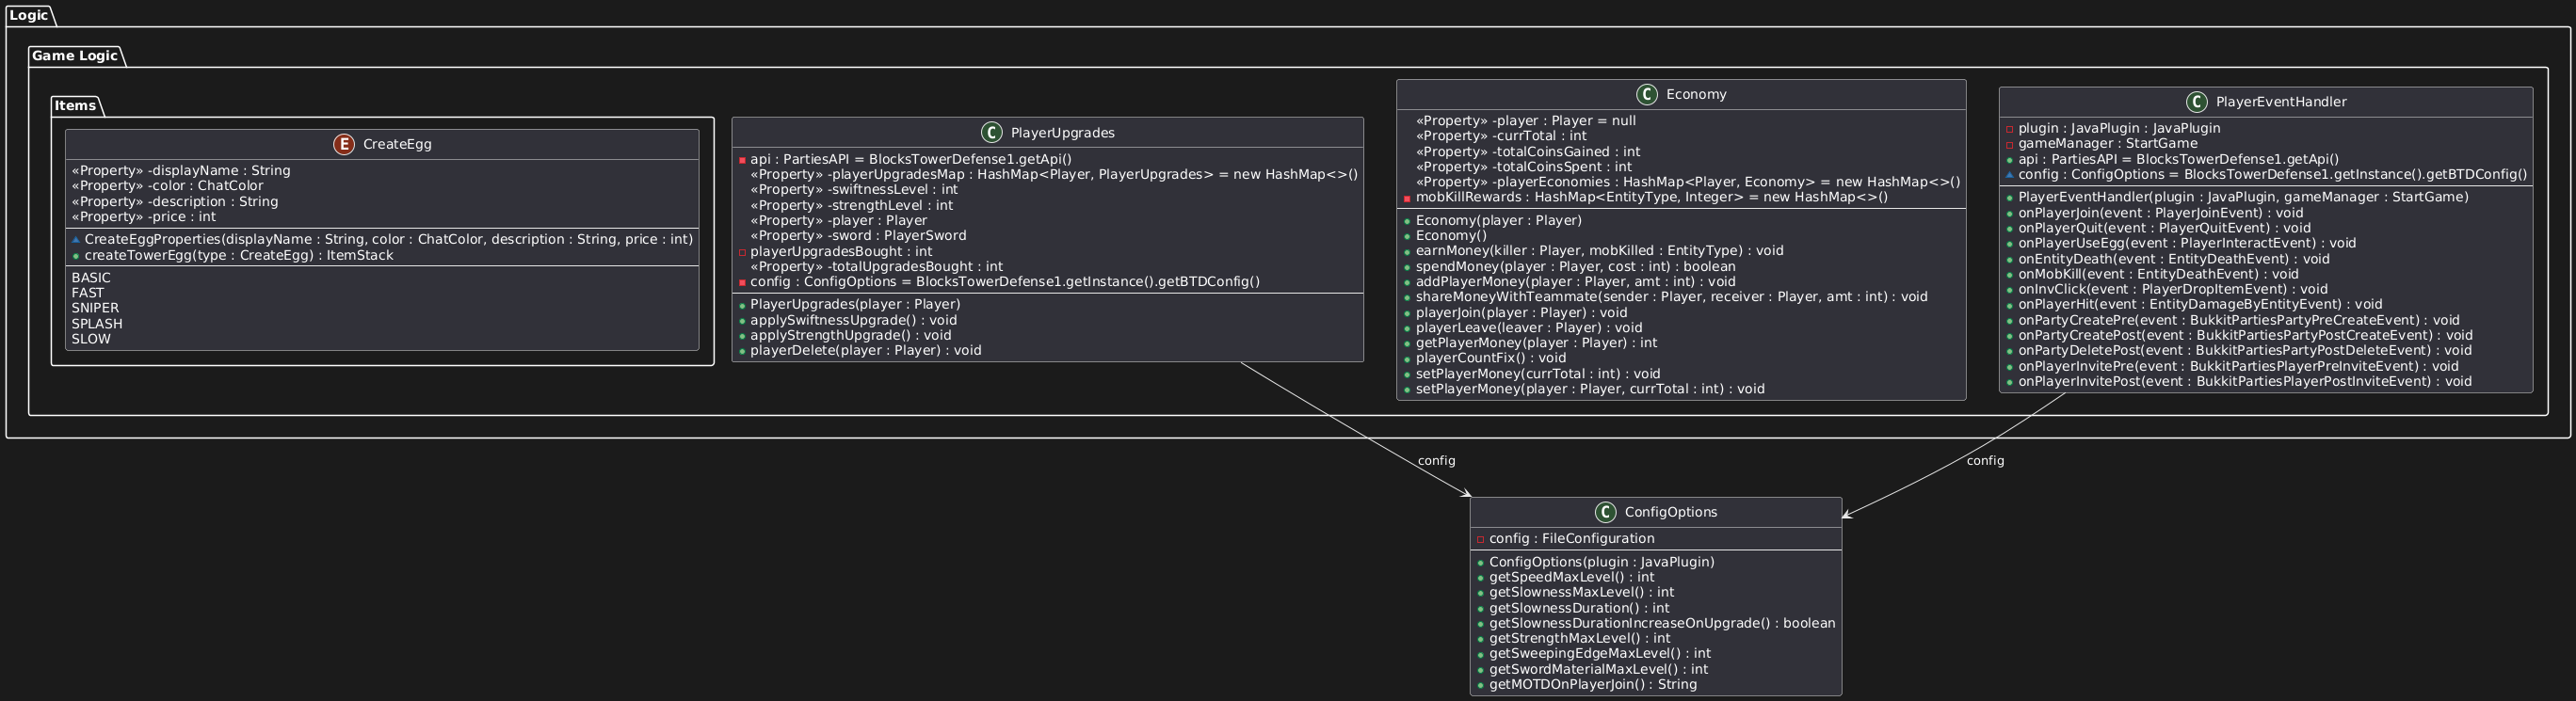 Logic
Game Logic
Items
E CreateEgg
«Property» -displayName : String
«Property» -color : ChatColor
«Property» -description : String
«Property» -price : int
CreateEggProperties(displayName : String, color : ChatColor, description : String, price : int)
createTowerEgg(type : CreateEgg) : ItemStack
BASIC
FAST
SNIPER
SPLASH
SLOW
C PlayerUpgrades
api : PartiesAPI = BlocksTowerDefense1.getApi()
«Property» -playerUpgradesMap : HashMap<Player, PlayerUpgrades> = new HashMap<>()
«Property» -swiftnessLevel : int
«Property» -strengthLevel : int
«Property» -player : Player
«Property» -sword : PlayerSword
playerUpgradesBought : int
«Property» -totalUpgradesBought : int
config : ConfigOptions = BlocksTowerDefense1.getInstance().getBTDConfig()
PlayerUpgrades(player : Player)
applySwiftnessUpgrade() : void
applyStrengthUpgrade() : void
playerDelete(player : Player) : void
C Economy
«Property» -player : Player = null
«Property» -currTotal : int
«Property» -totalCoinsGained : int
«Property» -totalCoinsSpent : int
«Property» -playerEconomies : HashMap<Player, Economy> = new HashMap<>()
mobKillRewards : HashMap<EntityType, Integer> = new HashMap<>()
Economy(player : Player)
Economy()
earnMoney(killer : Player, mobKilled : EntityType) : void
spendMoney(player : Player, cost : int) : boolean
addPlayerMoney(player : Player, amt : int) : void
shareMoneyWithTeammate(sender : Player, receiver : Player, amt : int) : void
playerJoin(player : Player) : void
playerLeave(leaver : Player) : void
getPlayerMoney(player : Player) : int
playerCountFix() : void
setPlayerMoney(currTotal : int) : void
setPlayerMoney(player : Player, currTotal : int) : void
C PlayerEventHandler
plugin : JavaPlugin : JavaPlugin
gameManager : StartGame
api : PartiesAPI = BlocksTowerDefense1.getApi()
config : ConfigOptions = BlocksTowerDefense1.getInstance().getBTDConfig()
PlayerEventHandler(plugin : JavaPlugin, gameManager : StartGame)
onPlayerJoin(event : PlayerJoinEvent) : void
onPlayerQuit(event : PlayerQuitEvent) : void
onPlayerUseEgg(event : PlayerInteractEvent) : void
onEntityDeath(event : EntityDeathEvent) : void
onMobKill(event : EntityDeathEvent) : void
onInvClick(event : PlayerDropItemEvent) : void
onPlayerHit(event : EntityDamageByEntityEvent) : void
onPartyCreatePre(event : BukkitPartiesPartyPreCreateEvent) : void
onPartyCreatePost(event : BukkitPartiesPartyPostCreateEvent) : void
onPartyDeletePost(event : BukkitPartiesPartyPostDeleteEvent) : void
onPlayerInvitePre(event : BukkitPartiesPlayerPreInviteEvent) : void
onPlayerInvitePost(event : BukkitPartiesPlayerPostInviteEvent) : void
config
config
C ConfigOptions
config : FileConfiguration
ConfigOptions(plugin : JavaPlugin)
getSpeedMaxLevel() : int
getSlownessMaxLevel() : int
getSlownessDuration() : int
getSlownessDurationIncreaseOnUpgrade() : boolean
getStrengthMaxLevel() : int
getSweepingEdgeMaxLevel() : int
getSwordMaterialMaxLevel() : int
getMOTDOnPlayerJoin() : String